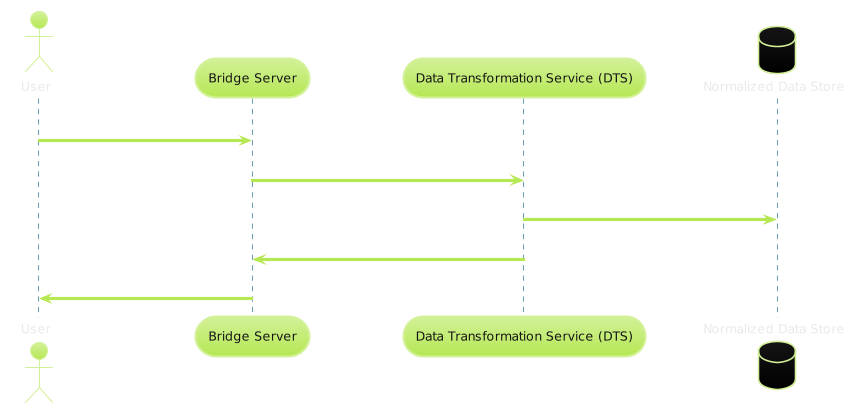 User
Bridge Server
Data Transformation Service (DTS)
Normalized Data Store
User
Bridge Server
Data Transformation Service (DTS)
Normalized Data Store